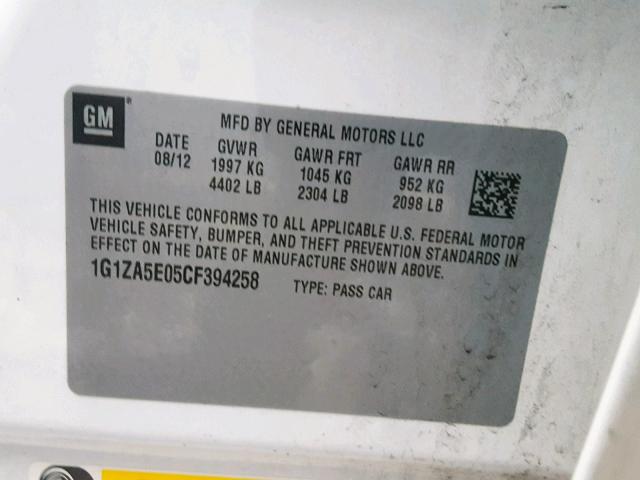 GM
MFD BY GENERAL MOTORS LLC
DATE GVWR GAWR FRT GAWR RR
08/12 1997 KG 1045 KG 952 KG
4402 LB 2304 LB 2098 LB
THIS VEHICLE CONFORMS TO ALL APPLICABLE U.S. FEDERAL MOTOR
VEHICLE SAFETY, BUMPER, AND THEFT PREVENTION STANDARDS IN
EFFECT ON THE DATE OF MANUFACTURE SHOWN ABOVE.
1G1ZA5E05CF394258 TYPE: PASS CAR